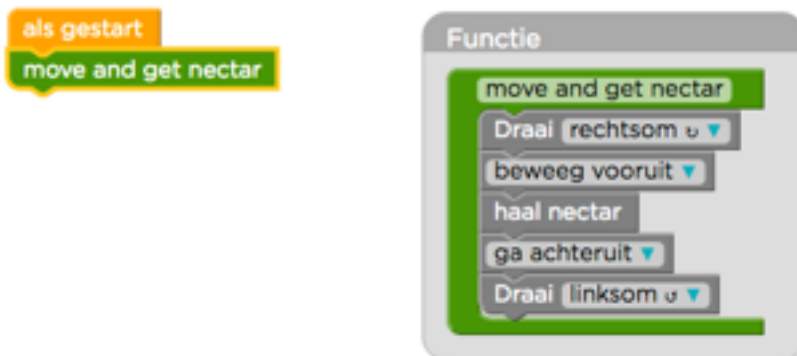 als gestart
move and get nectar
Functie
move and get nectar
Draai rechtsom ↻ ▼
beweeg vooruit ▼
haal nectar
ga achteruit ▼
Draai linksom ↺ ▼